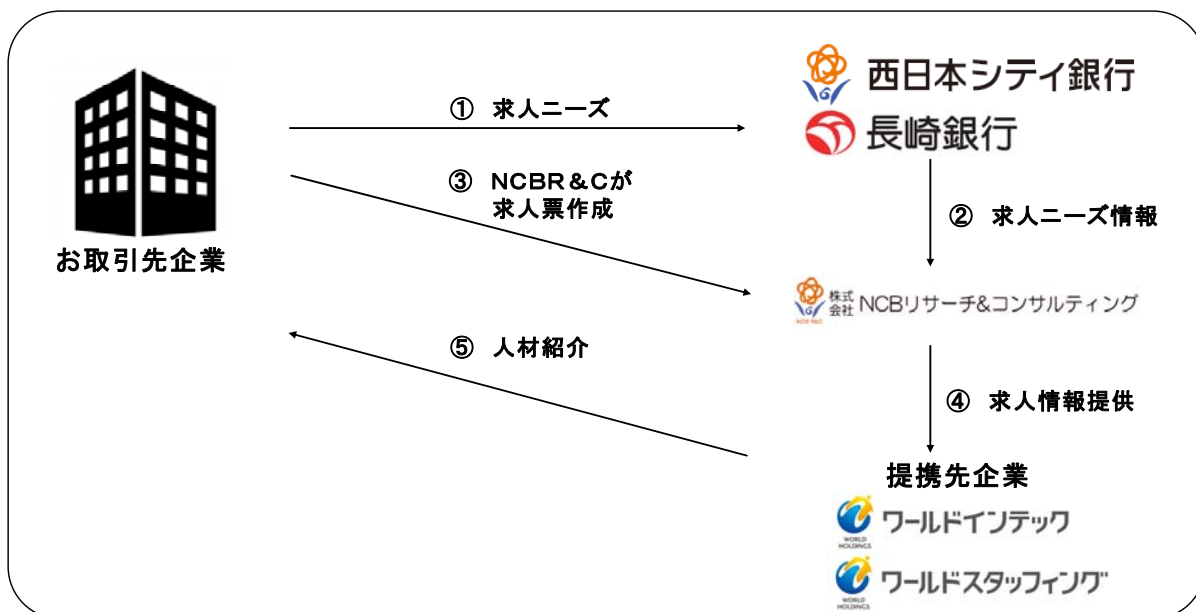 西日本シティ銀行
長崎銀行
① 求人ニーズ
③ NCBR&Cが
求人票作成
② 求人ニーズ情報
お取引先企業
株式
会社 NCBリサーチ&コンサルティング
NCB R&C
⑤ 人材紹介
④ 求人情報提供
提携先企業
ワールドインテック
WORLD
HOLDINGS
ワールドスタッフィング
WORLD
HOLDINGS